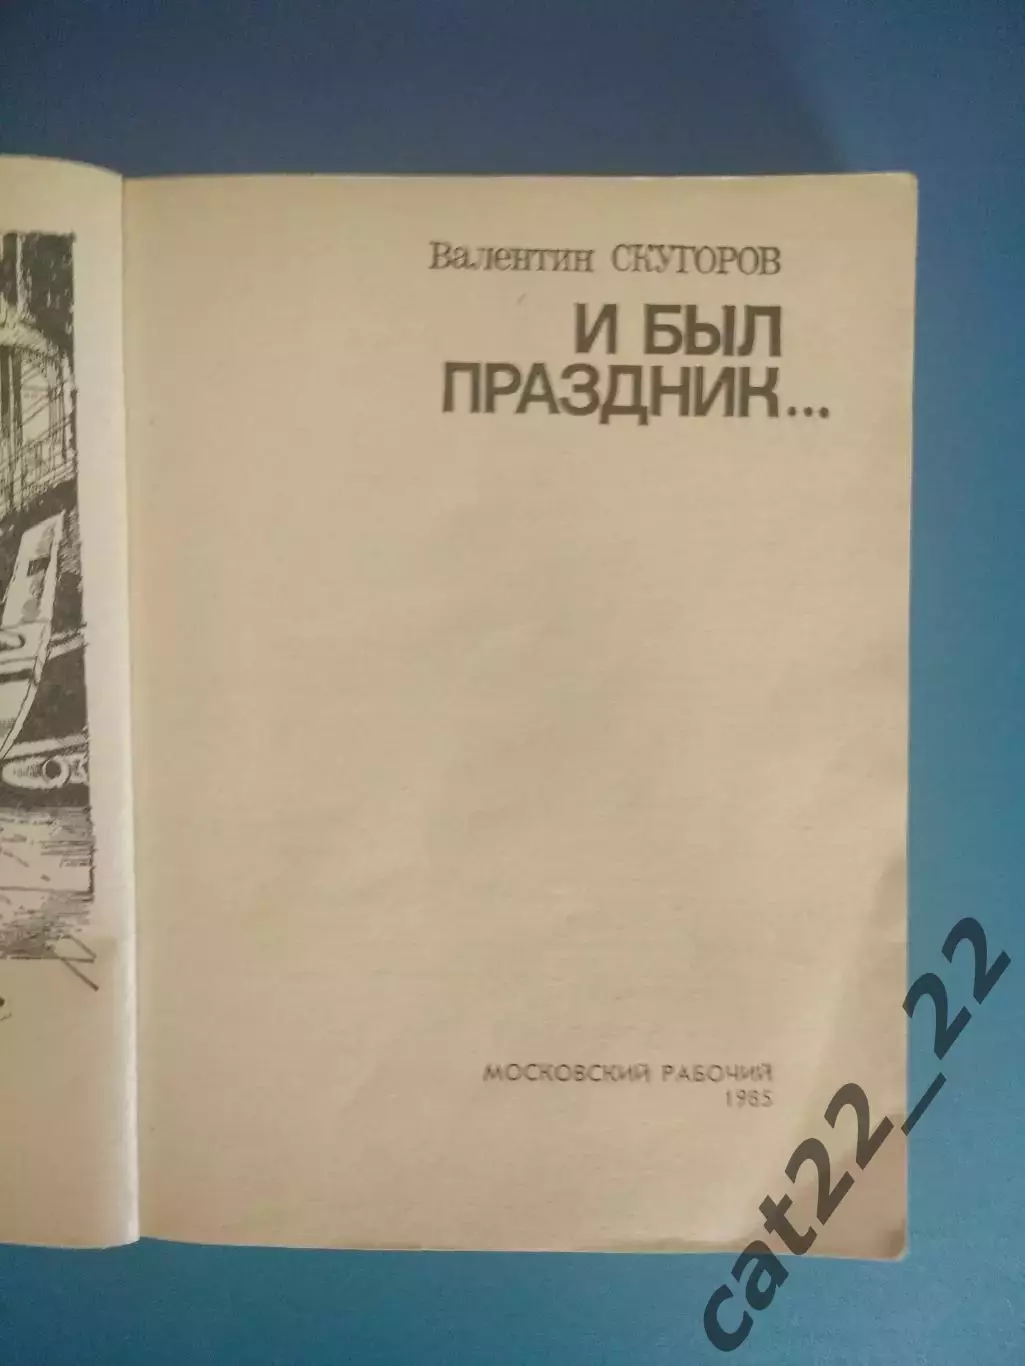 Валентин СКУТОРОВ
И БЫЛ
ПРАЗДНИК...
МОСКОВСКИЙ РАБОЧИЙ
1985
cat22_22